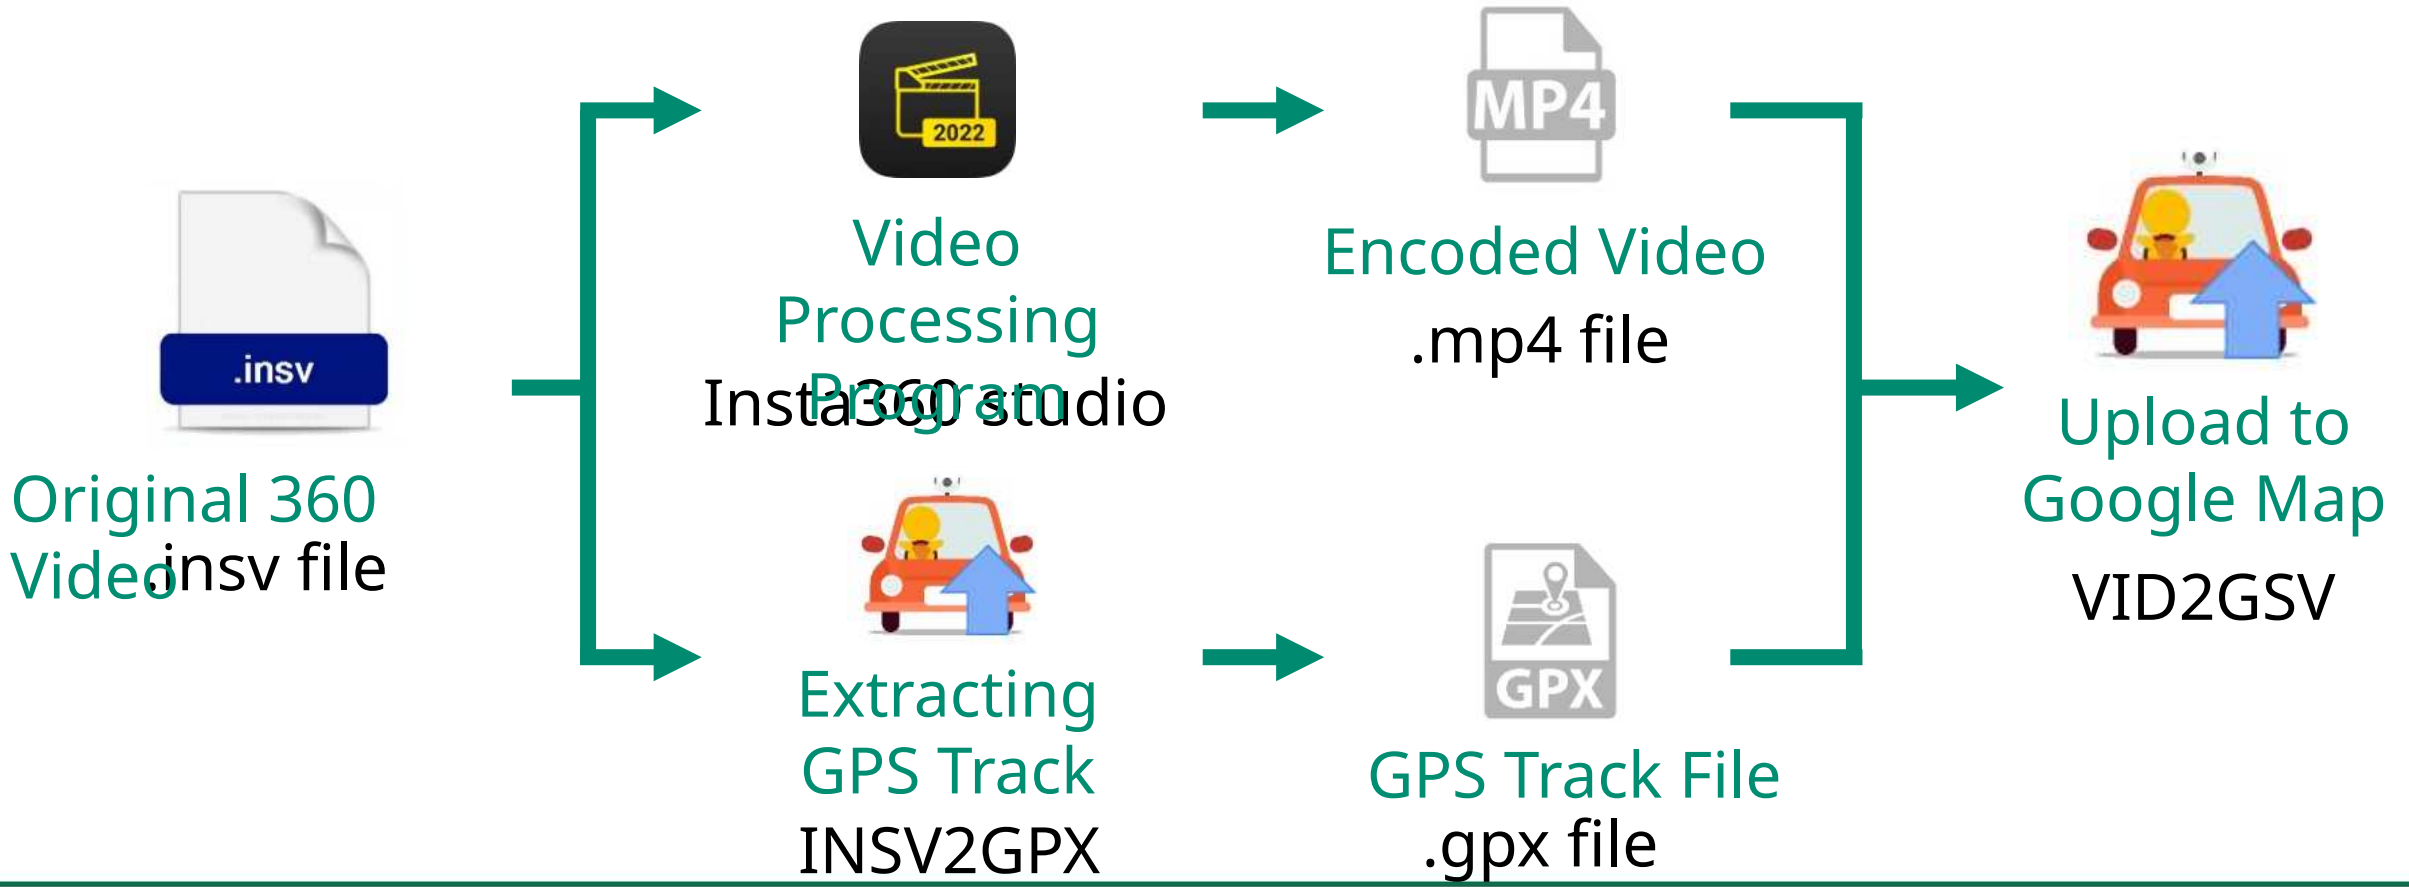 .insv
Original 360
Video
.insv file
2022
Video
Processing
Program
Insta360 studio
Extracting
GPS Track
INSV2GPX
MP4
Encoded Video
.mp4 file
GPX
GPS Track File
.gpx file
Upload to
Google Map
VID2GSV